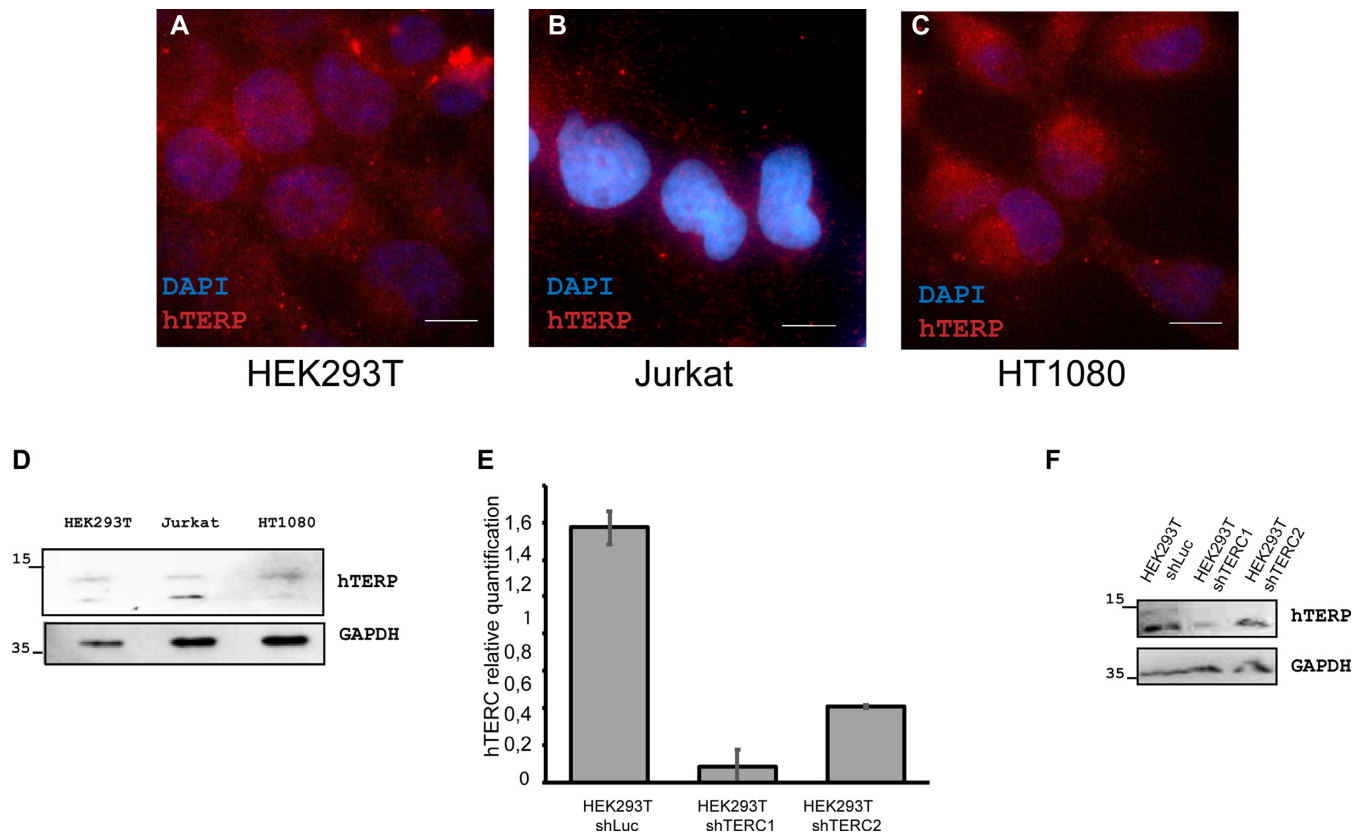 A
B
C
DAPI
hTERP
DAPI
hTERP
DAPI
hTERP
HEK293T
Jurkat
HT1080
D
E
F
HEK293T
Jurkat
HT1080
15
hTERP
GAPDH
35
hTERC relative quantification
1,6
1,4
1,2
1
0,8
0,6
0,4
0,2
0
HEK293T
shLuc
HEK293T
shTERC1
HEK293T
shTERC2
HEK293T
shLuc
HEK293T
shTERC1
HEK293T
shTERC2
15
hTERP
GAPDH
35